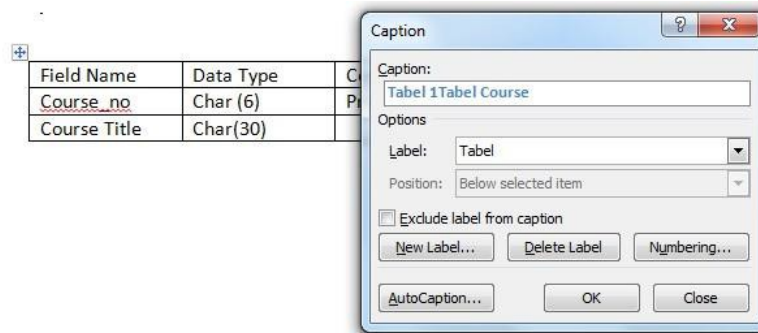 Field Name Data Type
Course_no Char (6)
Course Title Char(30)
Caption
Caption:
Tabel 1Tabel Course
Options
Label: Tabel
Position: Below selected item
Exclude label from caption
New Label... Delete Label Numbering...
AutoCaption... OK Close